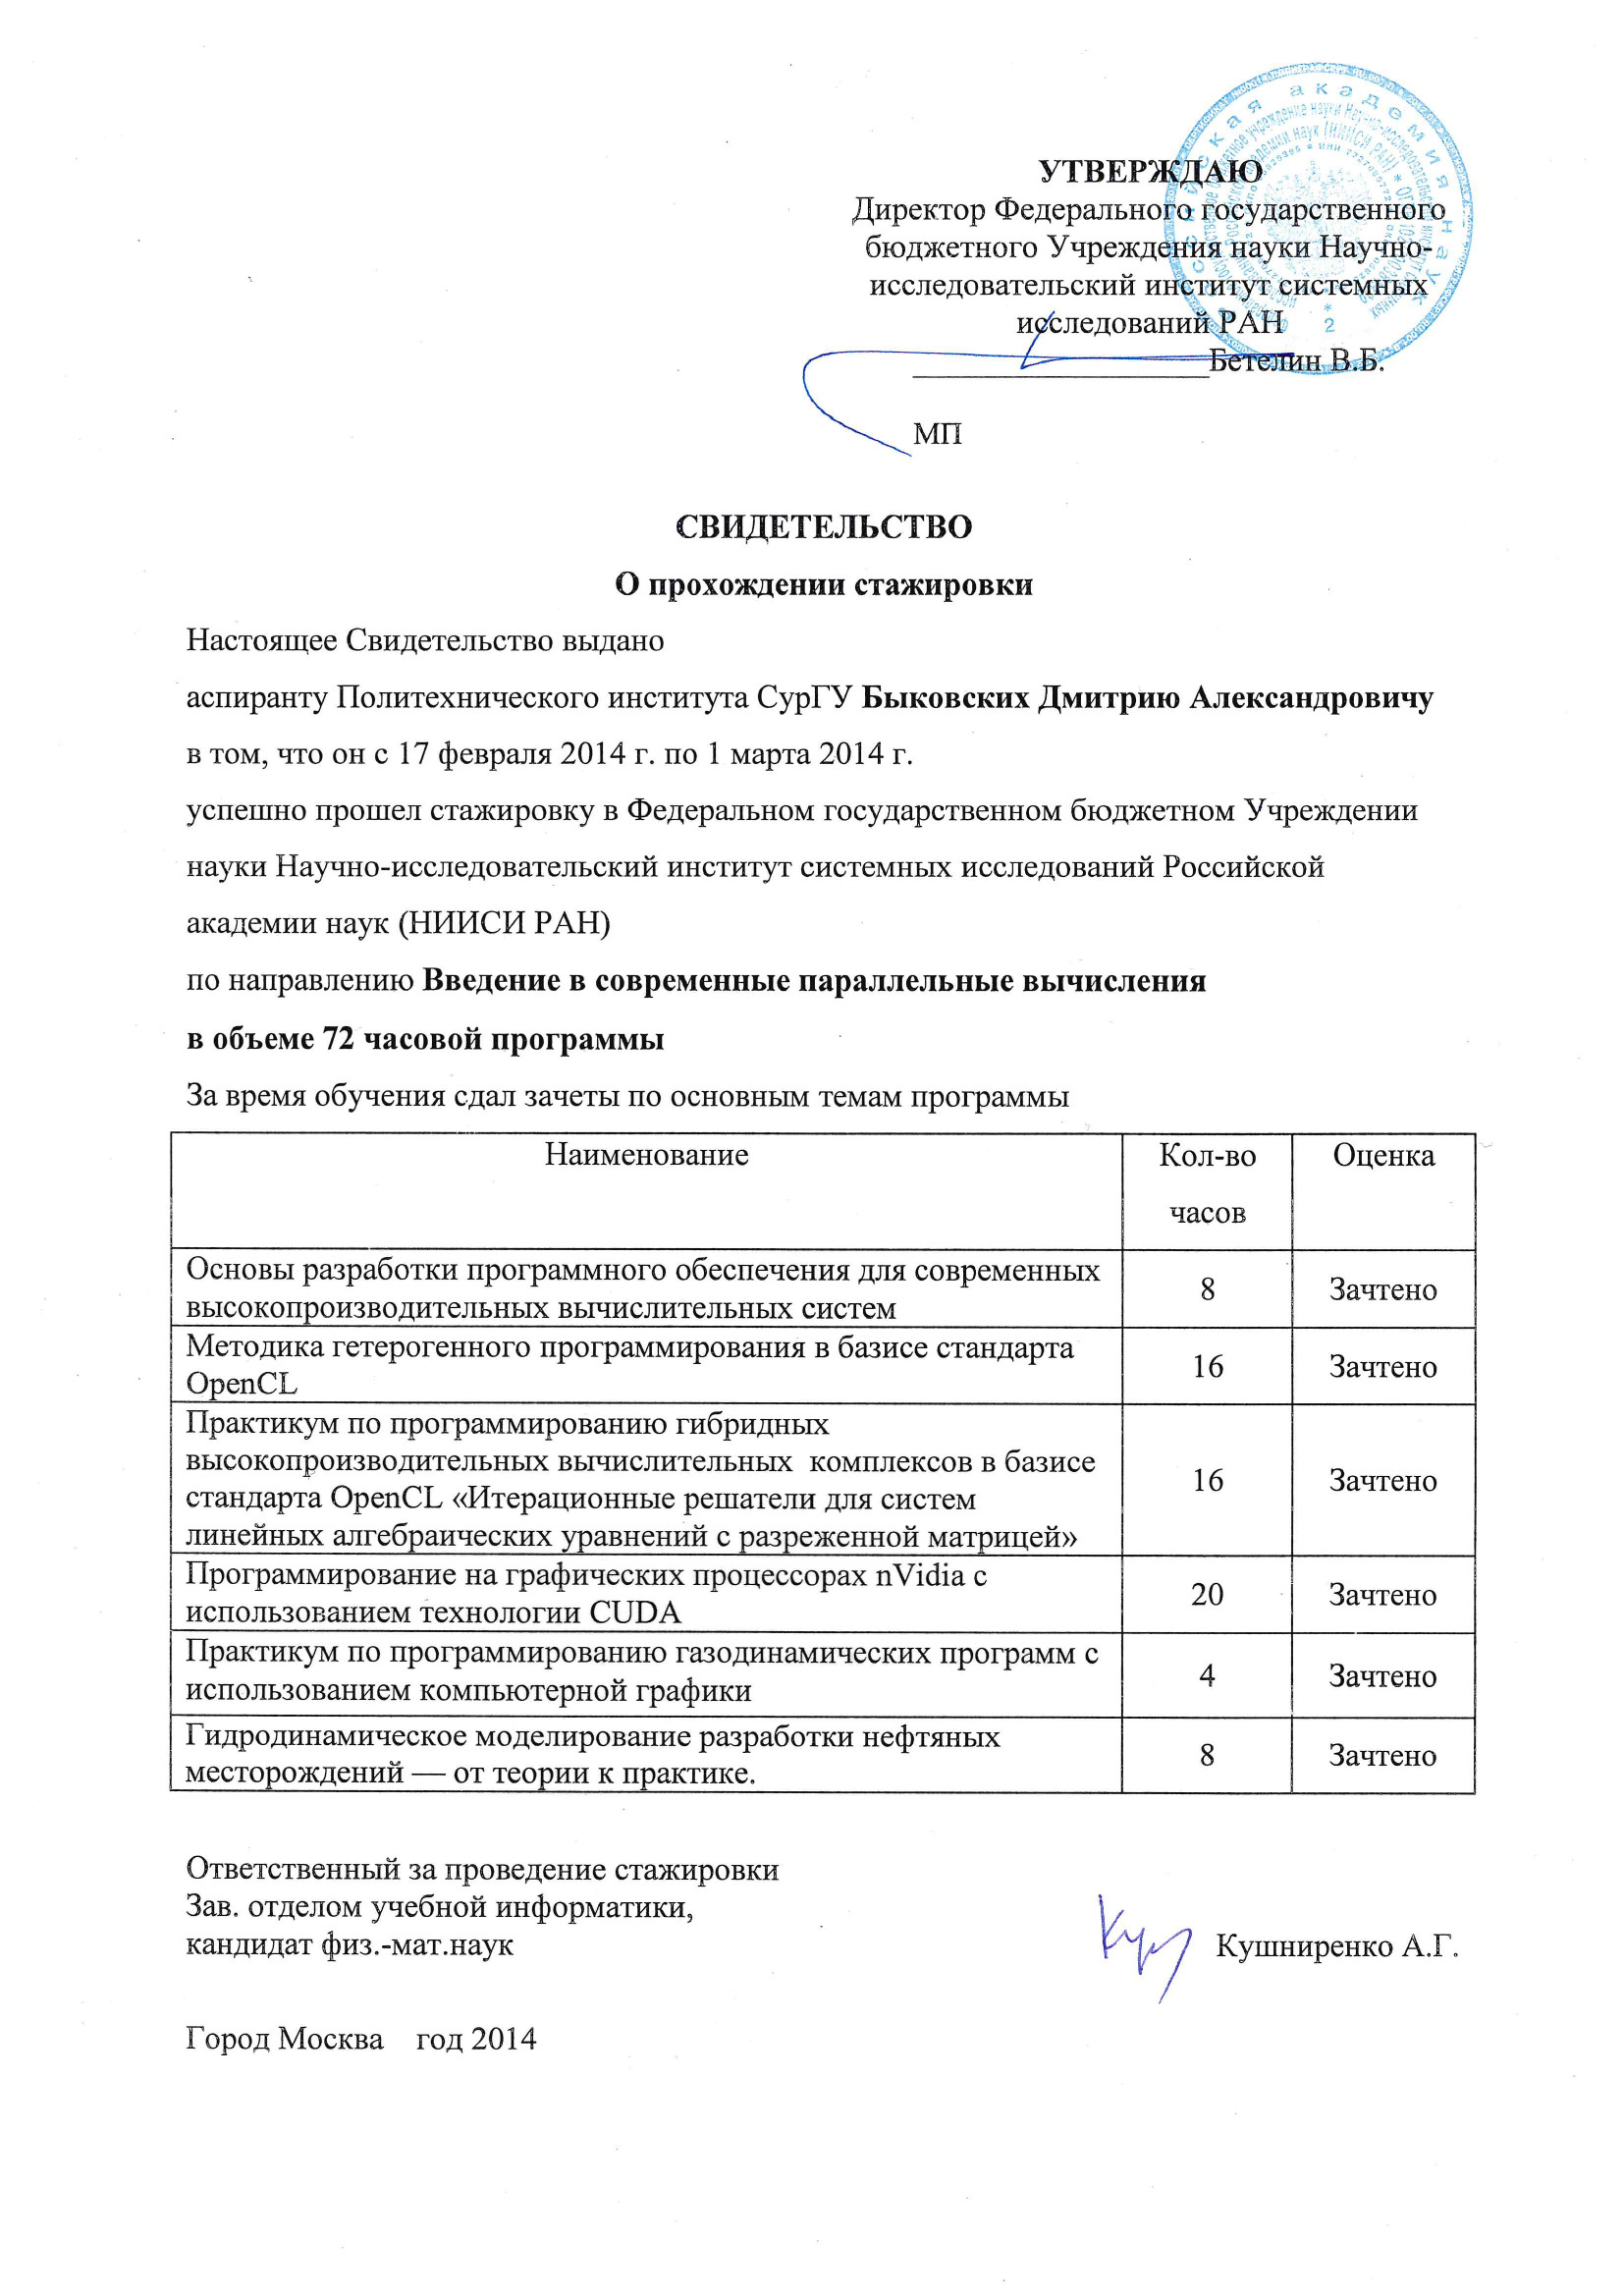 УТВЕРЖДАЮ
Директор Федерального государственного
бюджетного Учреждения науки Научно-
исследовательский институт системных
исследований РАН
Бетелин В.Б.
МП
СВИДЕТЕЛЬСТВО
О прохождении стажировки
Настоящее Свидетельство выдано
аспиранту Политехнического института СурГУ Быковских Дмитрию Александровичу
в том, что он с 17 февраля 2014 г. по 1 марта 2014 г.
успешно прошел стажировку в Федеральном государственном бюджетном Учреждении
науки Научно-исследовательский институт системных исследований Российской
академии наук (НИИСИ РАН)
по направлению Введение в современные параллельные вычисления
в объеме 72 часовой программы
За время обучения сдал зачеты по основным темам программы
Наименование Кол-во Оценка
часов
Основы разработки программного обеспечения для современных
высокопроизводительных вычислительных систем
8 Зачтено
Методика гетерогенного программирования в базисе стандарта
OpenCL
16 Зачтено
Практикум по программированию гибридных
высокопроизводительных вычислительных комплексов в базисе
стандарта OpenCL «Итерационные решатели для систем
линейных алгебраических уравнений с разреженной матрицей»
16 Зачтено
Программирование на графических процессорах nVidia с
использованием технологии CUDA
20 Зачтено
Практикум по программированию газодинамических программ с
использованием компьютерной графики
4 Зачтено
Гидродинамическое моделирование разработки нефтяных
месторождений — от теории к практике.
8 Зачтено
Ответственный за проведение стажировки
Зав. отделом учебной информатики,
кандидат физ.-мат.наук
Кушниренко А.Г.
Город Москва год 2014